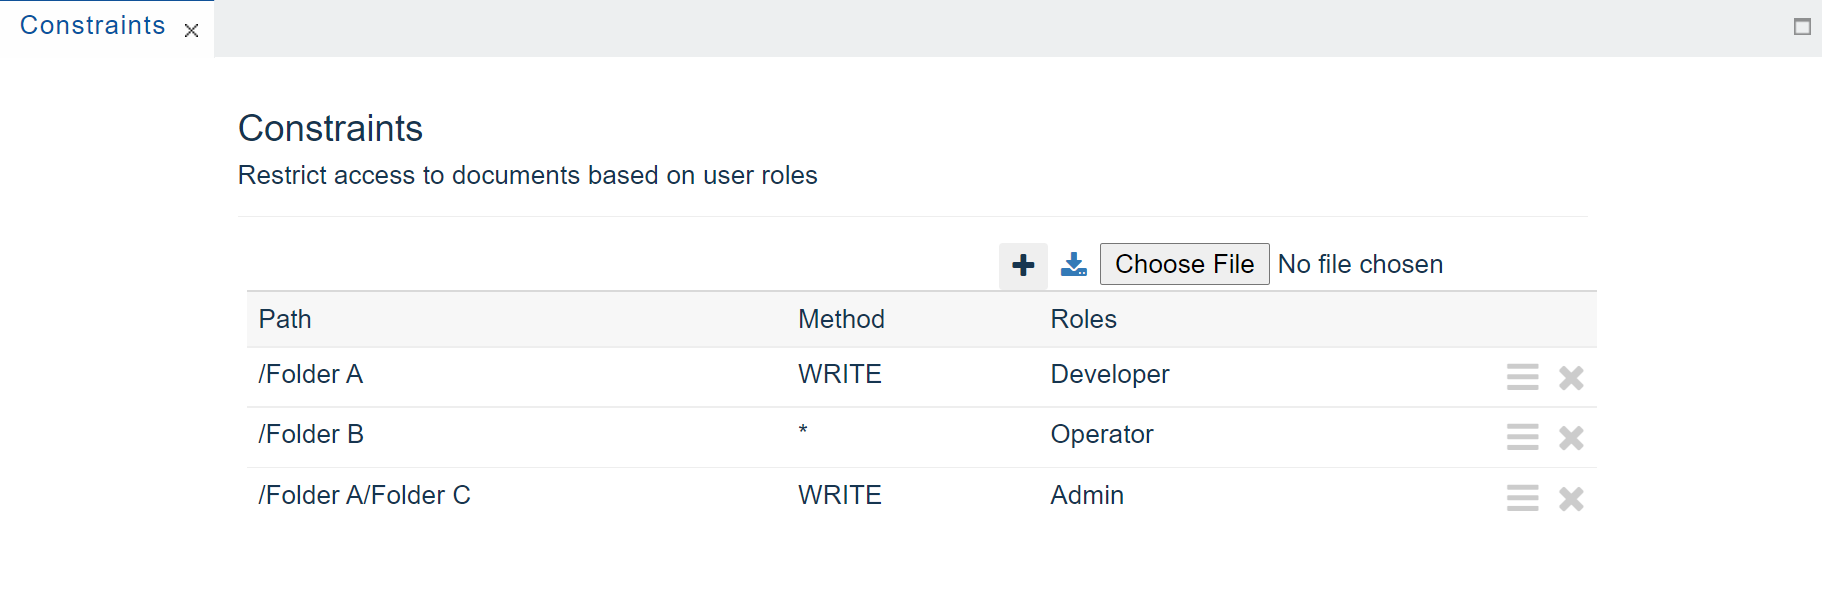 Constraints
Constraints
Restrict access to documents based on user roles
Choose File No file chosen
Path Method Roles
/Folder A WRITE Developer
/Folder B * Operator
/Folder A/Folder C WRITE Admin